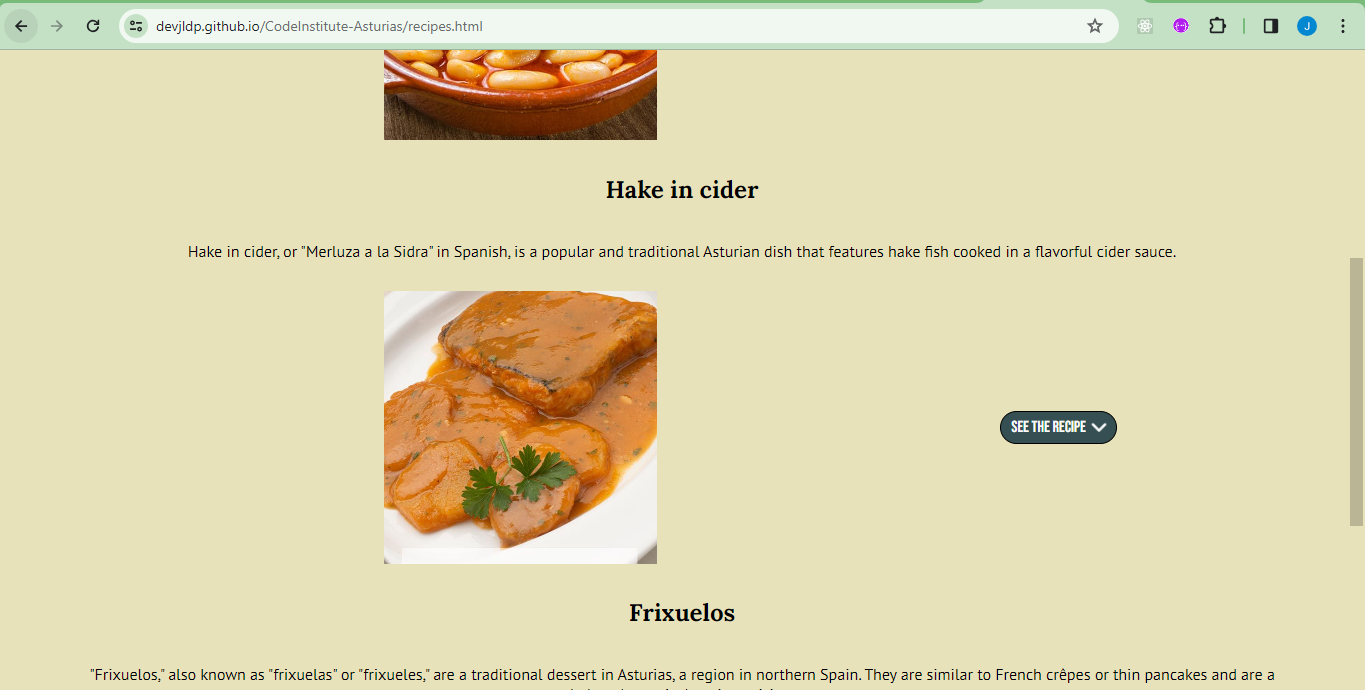 devjldp.github.io/CodeInstitute-Asturias/recipes.html
J
Hake in cider
Hake in cider, or "Merluza a la Sidra" in Spanish, is a popular and traditional Asturian dish that features hake fish cooked in a flavorful cider sauce.
SEE THE RECIPE
Frixuelos
"Frixuelos," also known as "frixuelas" or "frixueles," are a traditional dessert in Asturias, a region in northern Spain. They are similar to French crêpes or thin pancakes and are a